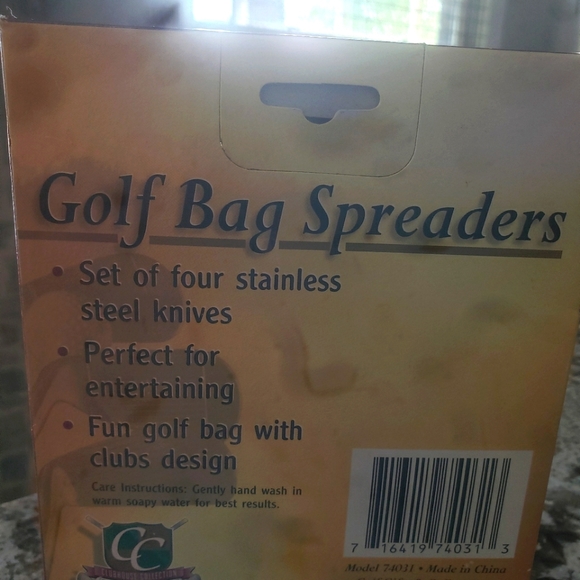 Golf Bag Spreaders
• Set of four stainless
steel knives
• Perfect for
entertaining
• Fun golf bag with
clubs design
Care Instructions: Gently hand wash in
warm soapy water for best results.
CC
7 16419 74031 3
Model 74031 • Made in China